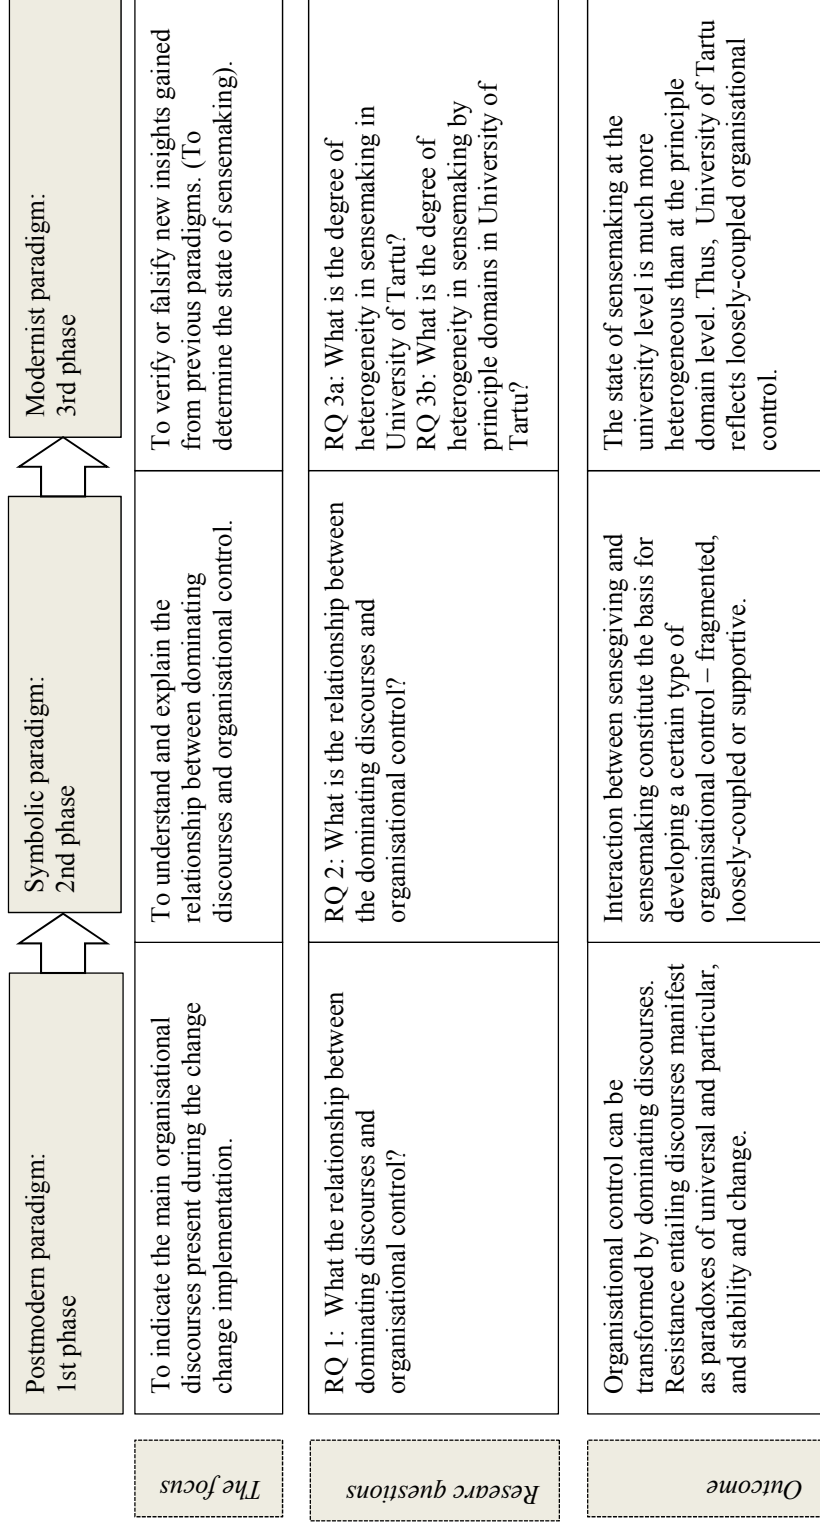 Postmodern paradigm:
1st phase
Symbolic paradigm:
2nd phase
Modernist paradigm:
3rd phase
The focus
To indicate the main organisational
discourses present during the change
change implementation.
To understand and explain the
relationship between dominating
discourses and organisational control.
To verify or falsify new insights gained
from previous paradigms. (To
determine the state of sensemaking).
Researc questions
RQ 1: What the relationship between
dominating discourses and
organisational control?
RQ 2: What is the relationship between
the dominating discourses and
organisational control?
RQ 3a: What is the degree of
heterogeneity in sensemaking in
University of Tartu?
RQ 3b: What is the degree of
heterogeneity in sensemaking by
principle domains in University of
Tartu?
Outcome
Organisational control can be
transformed by dominating discourses.
Resistance entailing discourses manifest
as paradoxes of universal and particular,
and stability and change.
Interaction between sensegiving and
sensemaking constitute the basis for
developing a certain type of
organisational control – fragmented,
loosely-coupled or supportive.
The state of sensemaking at the
university level is much more
heterogeneous than at the principle
domain level. Thus, University of Tartu
reflects loosely-coupled organisational
control.